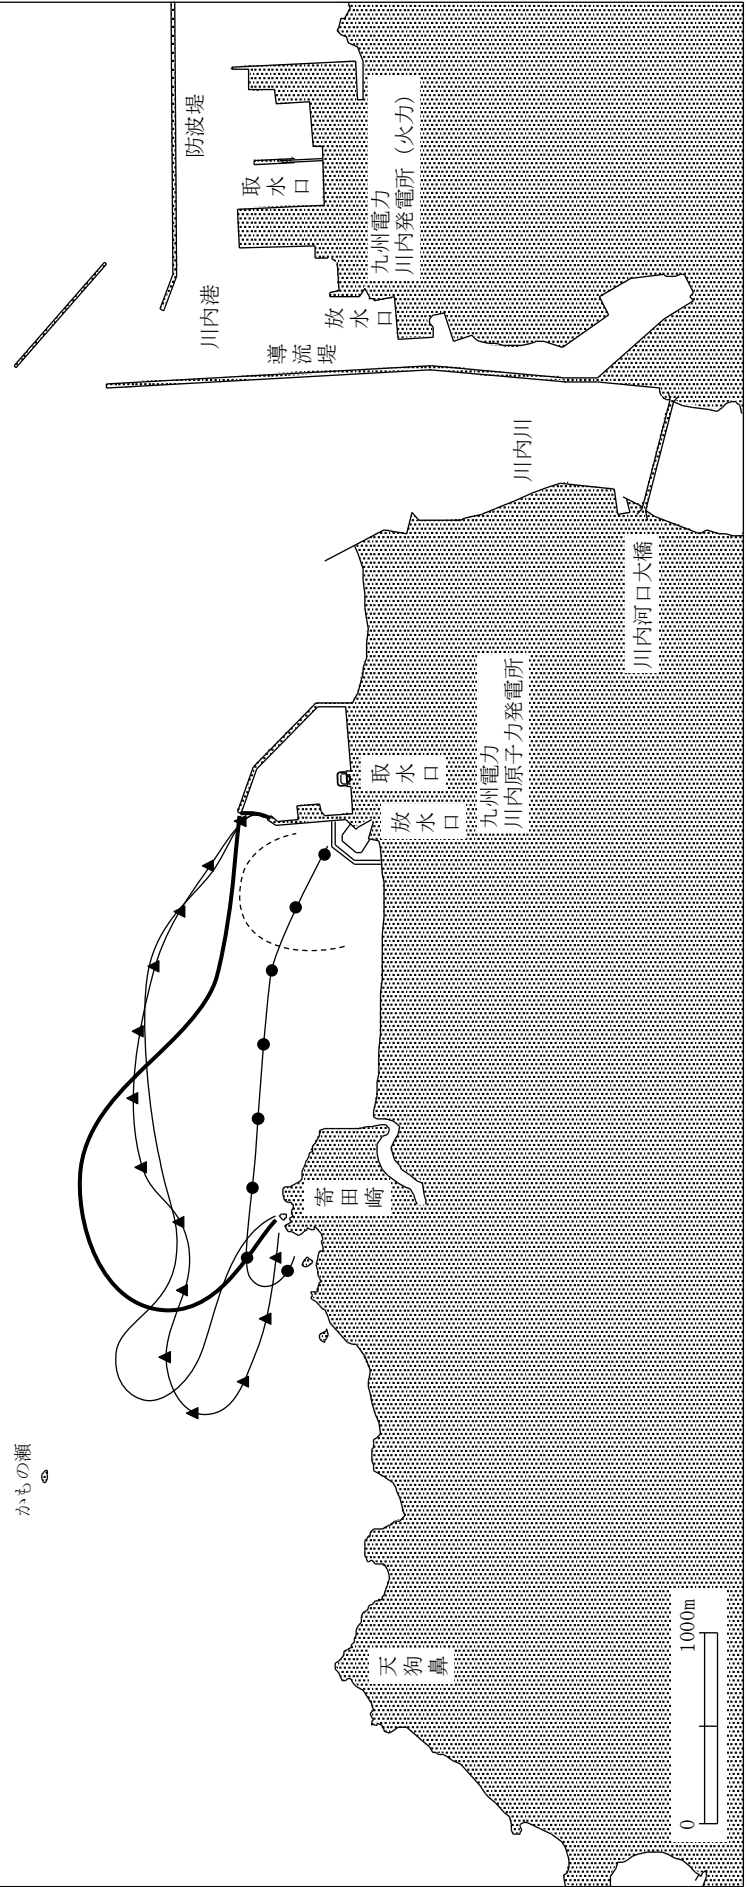 かもの瀬
防波堤
取水口
九州電力
川内発電所（火力）
川内港
放水口
導流堤
川内川
川内河口大橋
取水口
放水口
九州電力
川内原子力発電所
寄田崎
天狗鼻
0
1000m